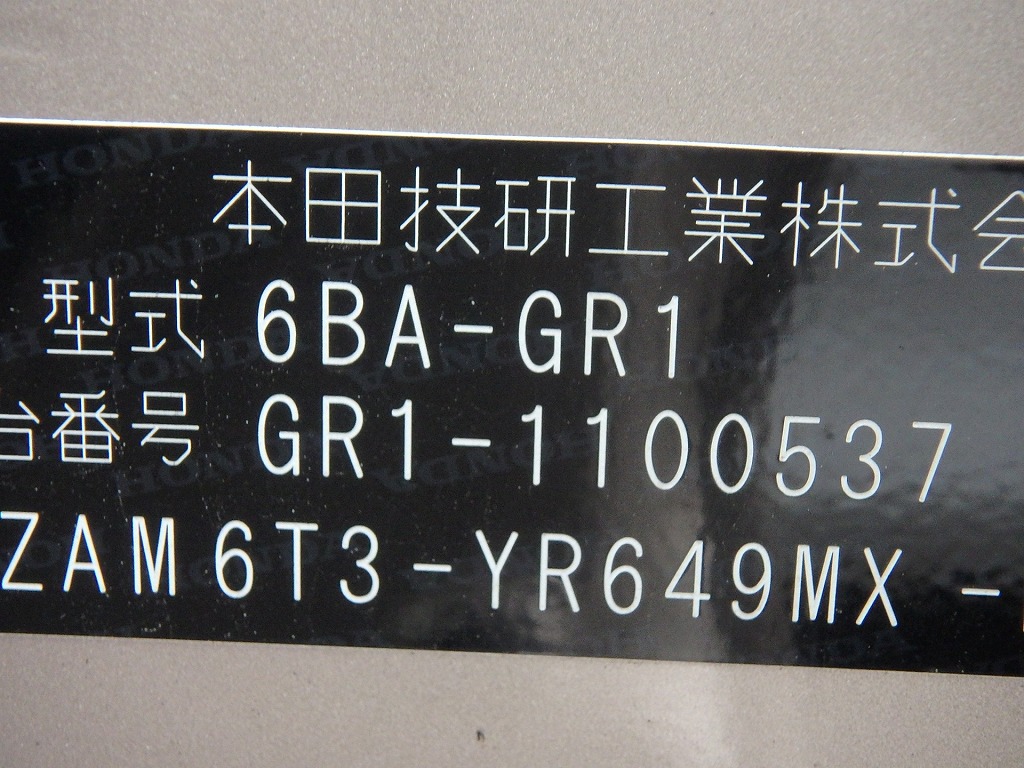 本田技研工業株式会
型式 6BA-GR1
台番号 GR1-1100537
ZAM6T3-YR649MX-